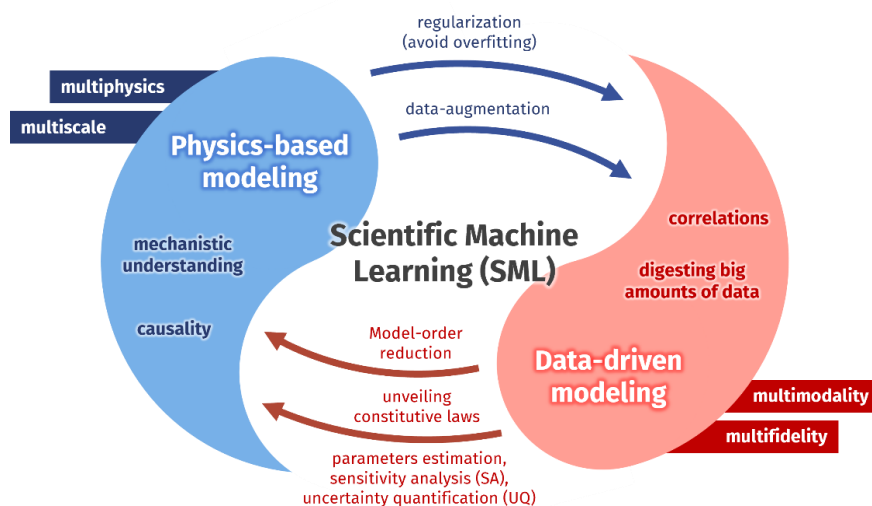 regularization
(avoid overfitting)
multiphysics
multiscale
data-augmentation
Physics-based
modeling
correlations
Scientific Machine
Learning (SML)
mechanistic
understanding
digesting big
amounts of data
causality
Model-order
reduction
Data-driven
modeling
unveiling
constitutive laws
multimodality
multifidelity
parameters estimation,
sensitivity analysis (SA),
uncertainty quantification (UQ)